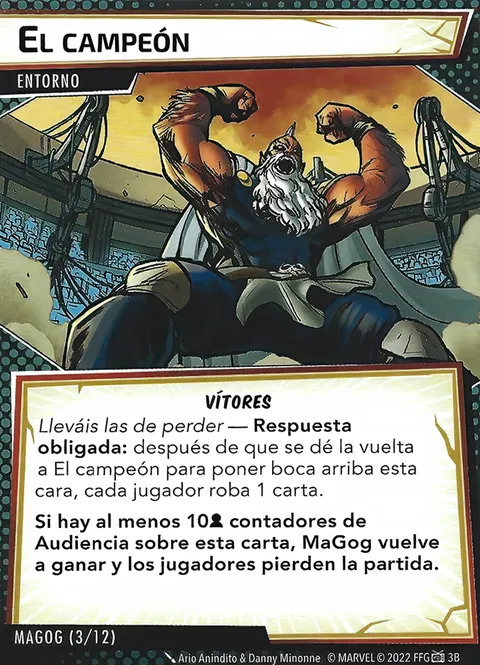 EL CAMPEÓN
ENTORNO
VÍTORES
Lleváis las de perder — Respuesta
obligada: después de que se dé la vuelta
a El campeón para poner boca arriba esta
cara, cada jugador roba 1 carta.
Si hay al menos 10 contadores de
Audiencia sobre esta carta, MaGog vuelve
a ganar y los jugadores pierden la partida.
MAGOG (3/12)
Ario Anindito & Danny Minonne © MARVEL © 2022 FFG 3B